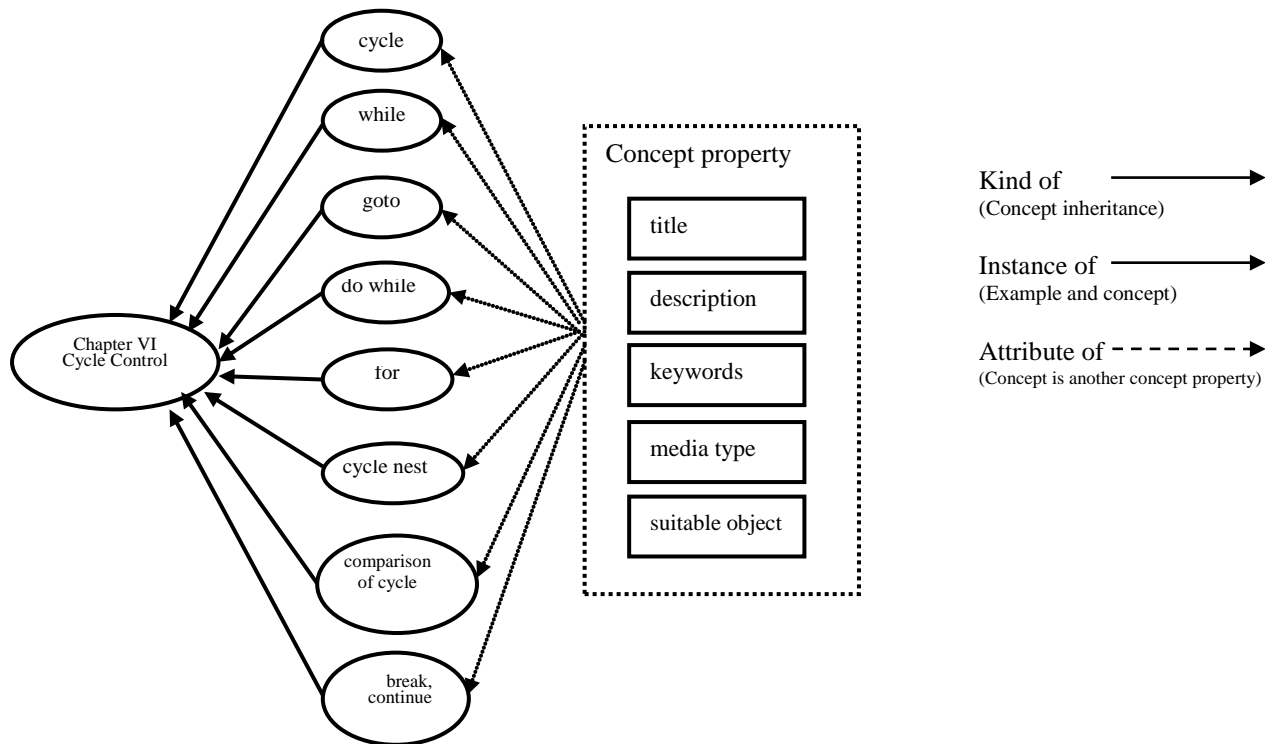 cycle
while
goto
do while
for
cycle nest
comparison
of cycle
break,
continue
Chapter VI
Cycle Control
Concept property
title
description
keywords
media type
suitable object
Kind of
(Concept inheritance)
Instance of
(Example and concept)
Attribute of
(Concept is another concept property)